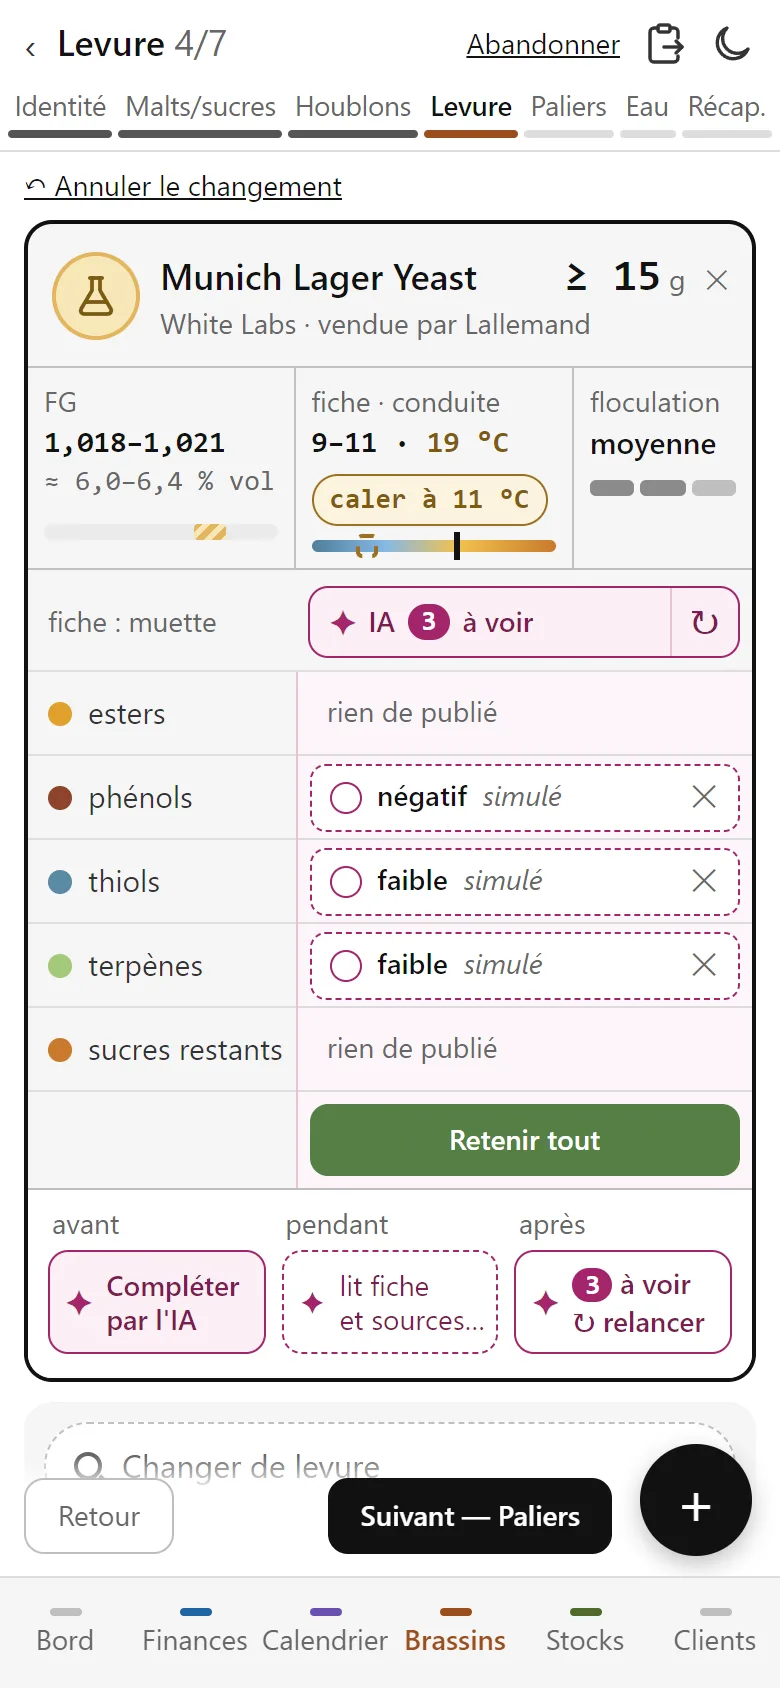 ‹ Levure 4/7 Abandonner
Identité Malts/sucres Houblons Levure Paliers Eau Récap.
↶ Annuler le changement
Munich Lager Yeast ≥ 15 g ×
White Labs · vendue par Lallemand
FG
1,018–1,021
≈ 6,0–6,4 % vol
fiche · conduite
9–11 · 19 °C
caler à 11 °C
floculation
moyenne
fiche : muette
✦ IA 3 à voir ↻
esters rien de publié
phénols négatif simulé ×
thiols faible simulé ×
terpènes faible simulé ×
sucres restants rien de publié
Retenir tout
avant
✦ Compléter
par l'IA
pendant
✦ lit fiche
et sources…
après
✦ 3 à voir
↻ relancer
Changer de levure
Retour Suivant — Paliers +
Bord Finances Calendrier Brassins Stocks Clients